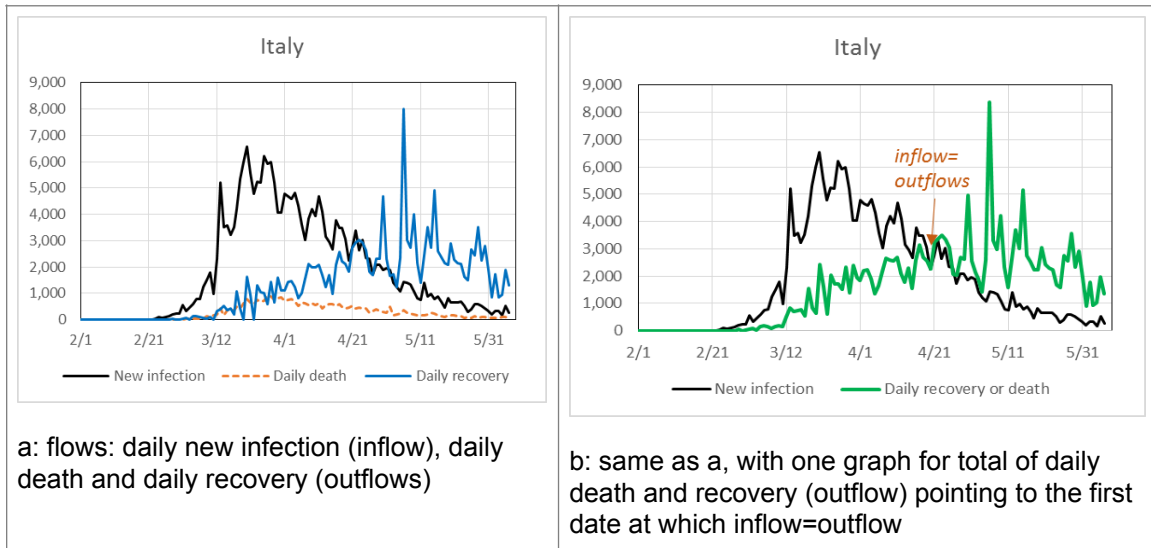 Italy
9,000
8,000
7,000
6,000
5,000
4,000
3,000
2,000
1,000
0
2/1 2/21 3/12 4/1 4/21 5/11 5/31
New infection Daily death Daily recovery
a: flows: daily new infection (inflow), daily
death and daily recovery (outflows)
Italy
9,000
8,000
7,000
6,000
5,000
4,000
3,000
2,000
1,000
0
inflow=
outflows
2/1 2/21 3/12 4/1 4/21 5/11 5/31
New infection Daily recovery or death
b: same as a, with one graph for total of daily
death and recovery (outflow) pointing to the first
date at which inflow=outflow